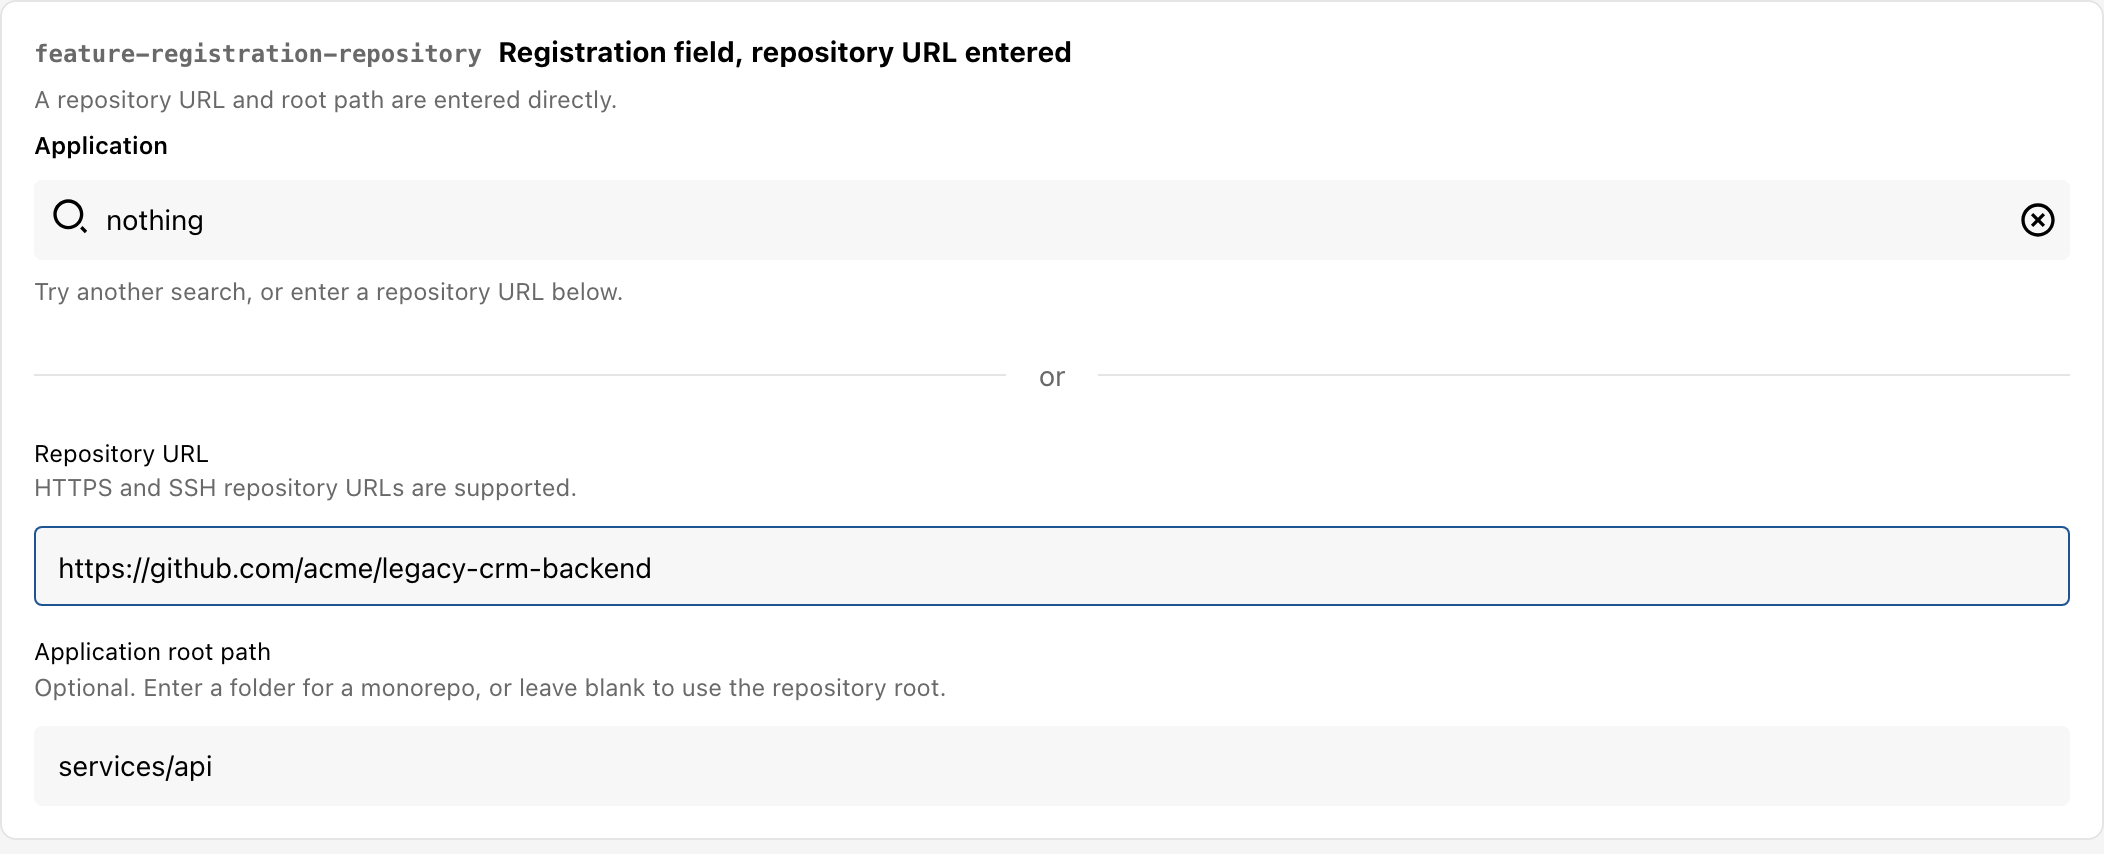 feature-registration-repository Registration field, repository URL entered
A repository URL and root path are entered directly.
Application
nothing
Try another search, or enter a repository URL below.
or
Repository URL
HTTPS and SSH repository URLs are supported.
https://github.com/acme/legacy-crm-backend
Application root path
Optional. Enter a folder for a monorepo, or leave blank to use the repository root.
services/api